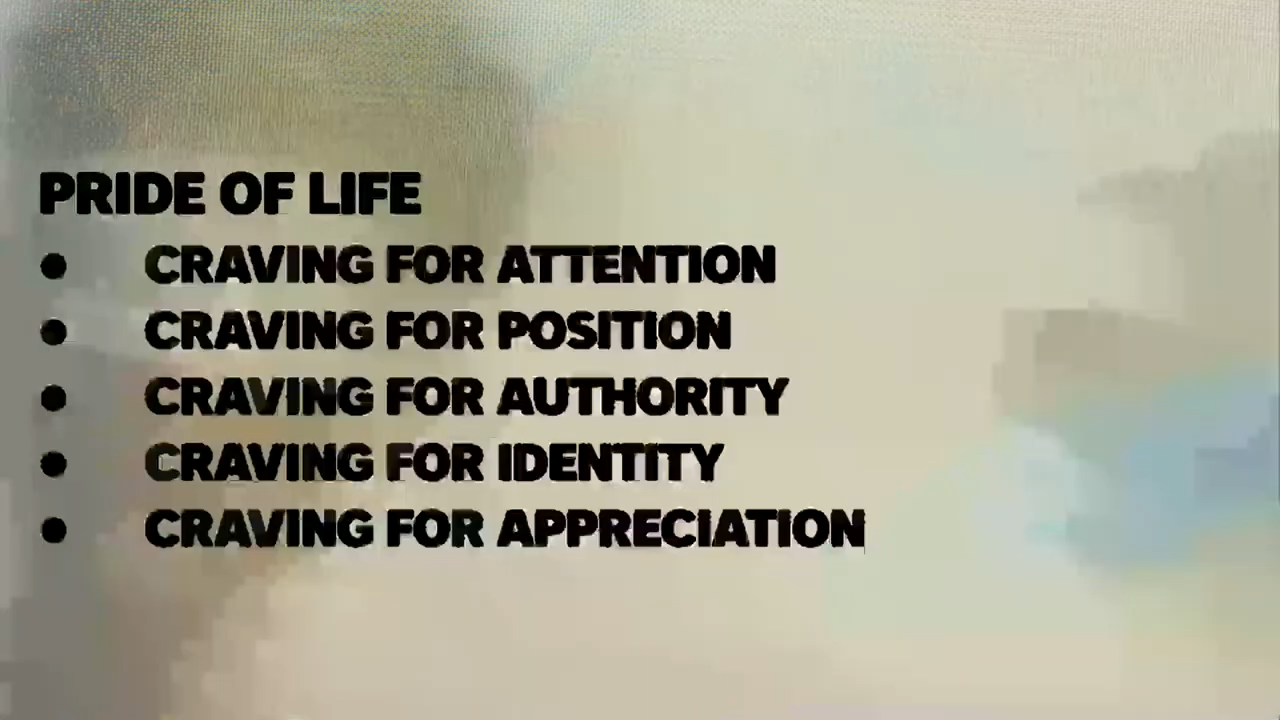 PRIDE OF LIFE
● CRAVING FOR ATTENTION
● CRAVING FOR POSITION
● CRAVING FOR AUTHORITY
● CRAVING FOR IDENTITY
● CRAVING FOR APPRECIATION